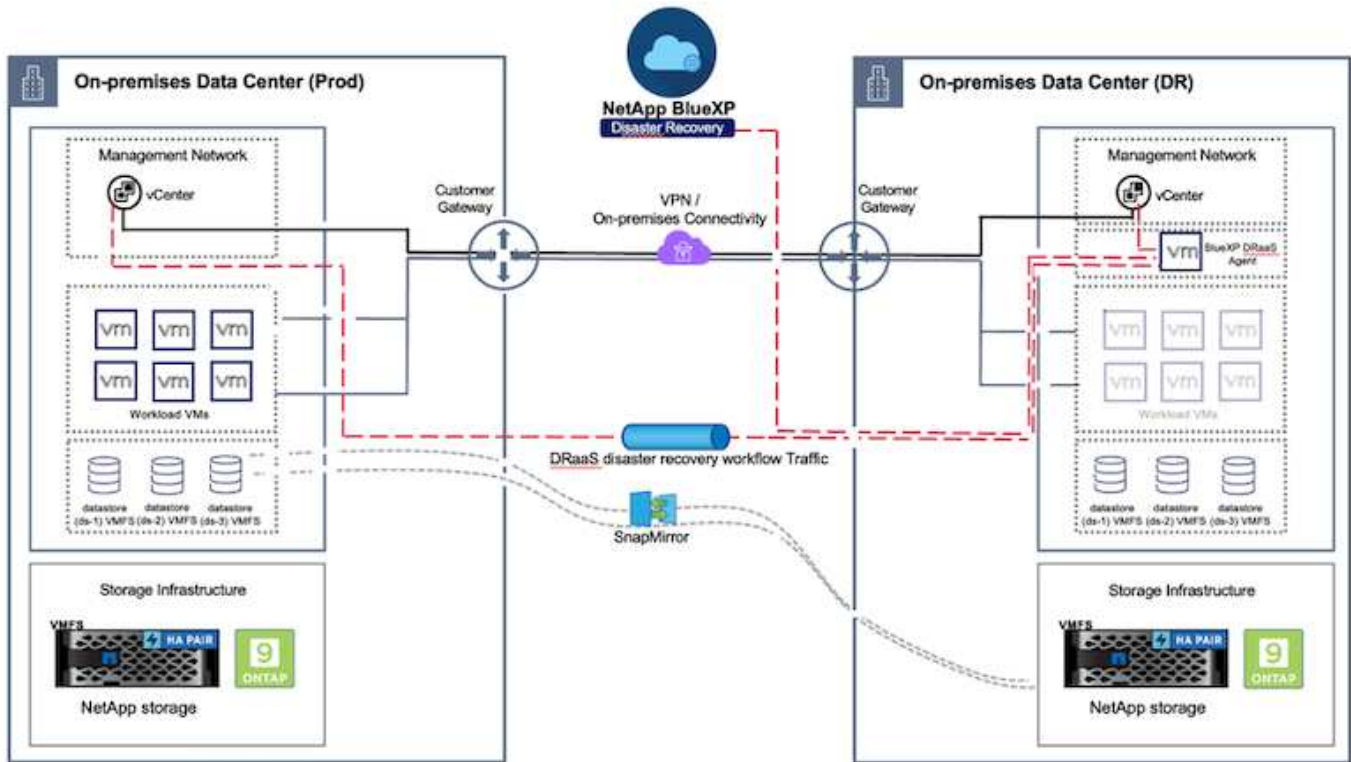 On-premises Data Center (Prod)
Management Network
vCenter
vm vm vm
vm vm vm
Workload VMs
datastore
(ds-1) VMFS
datastore
(ds-2) VMFS
datastore
(ds-3) VMFS
Storage Infrastructure
VMFS
HA PAIR
9
ONTAP
NetApp storage
Customer
Gateway
NetApp BlueXP
Disaster Recovery
VPN /
On-premises Connectivity
DRaaS disaster recovery workflow Traffic
SnapMirror
Customer
Gateway
On-premises Data Center (DR)
Management Network
vCenter
vm
BlueXP DRaaS
Agent
vm vm vm
vm vm vm
Workload VMs
datastore
(ds-1) VMFS
datastore
(ds-2) VMFS
datastore
(ds-3) VMFS
Storage Infrastructure
VMFS
HA PAIR
9
ONTAP
NetApp storage